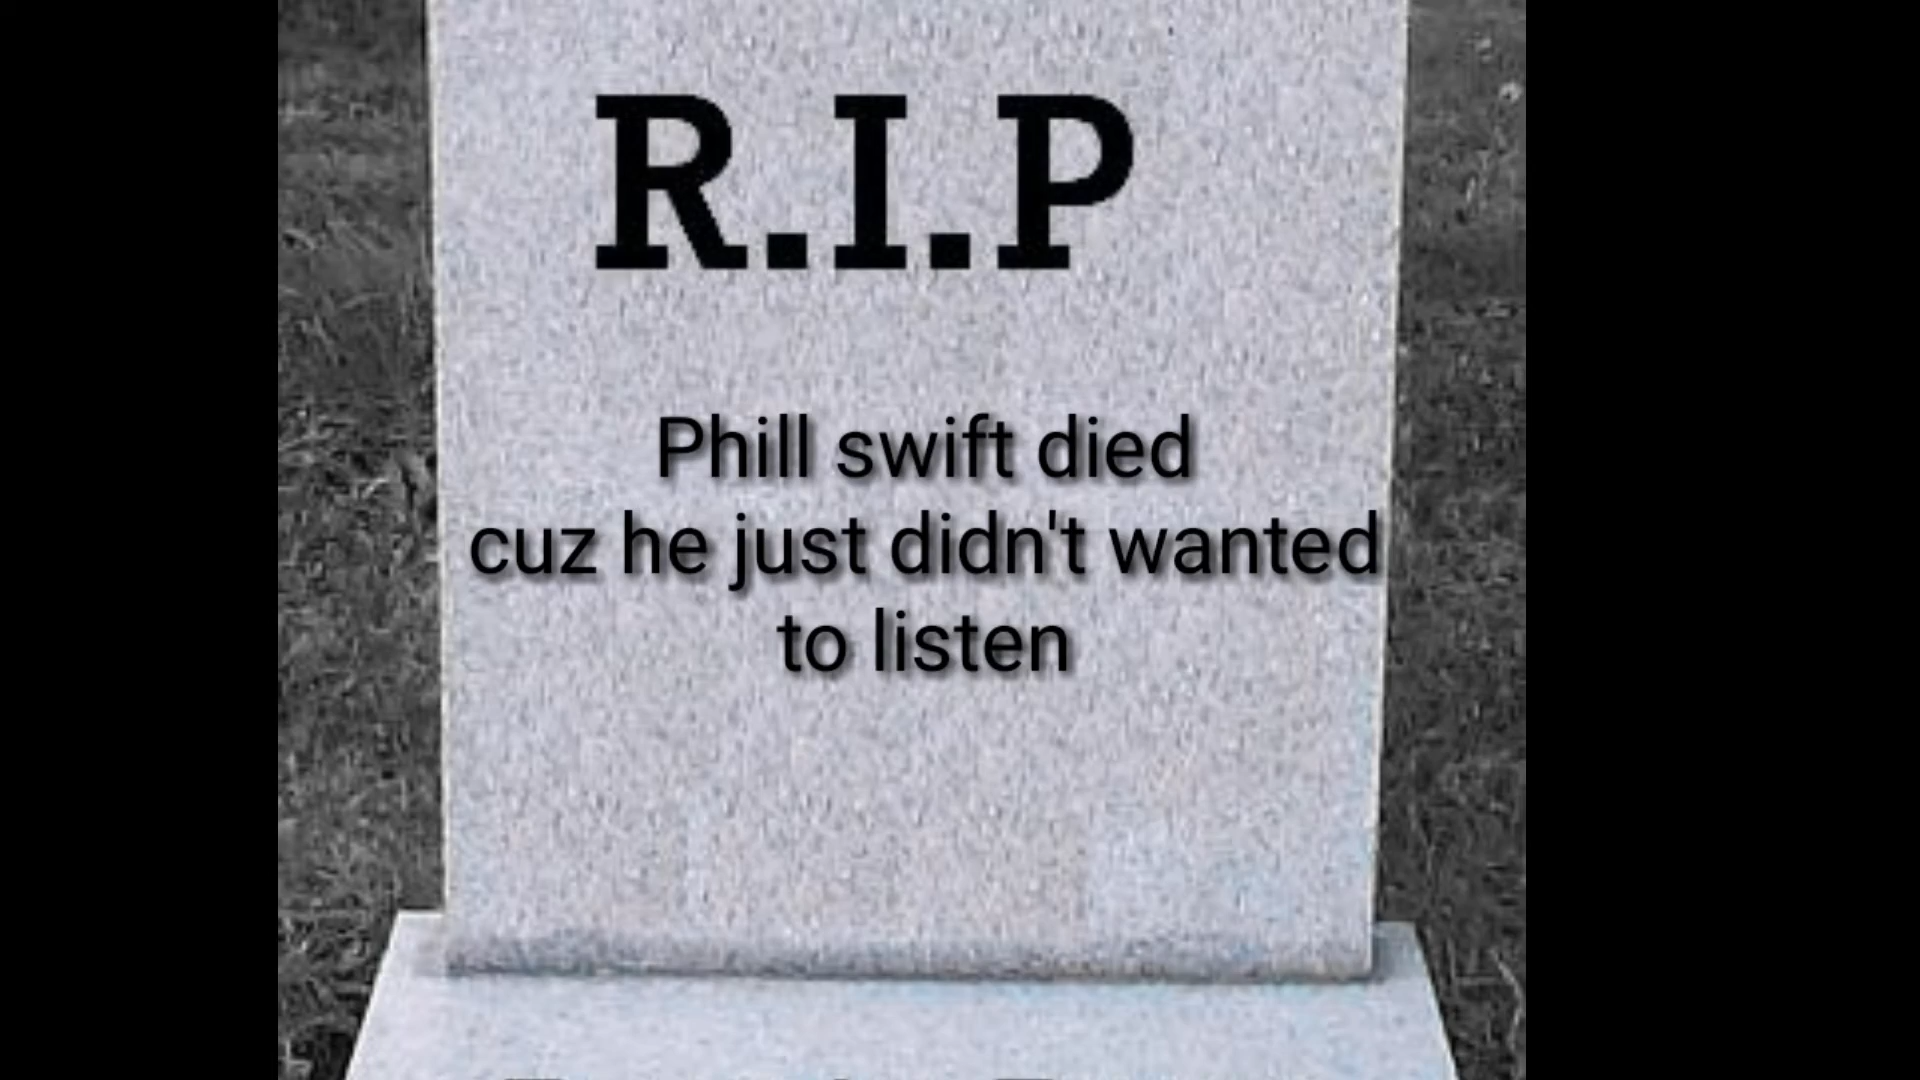 R.I.P
Phill swift died
cuz he just didn't wanted
to listen